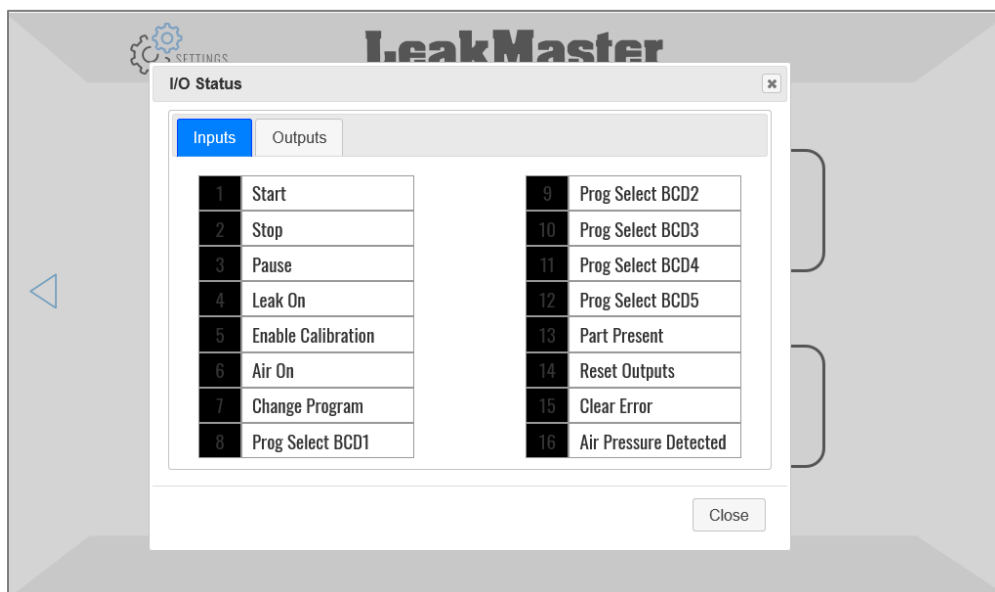 SETTINGS
LeakMaster
I/O Status
Inputs
Outputs
1 Start
2 Stop
3 Pause
4 Leak On
5 Enable Calibration
6 Air On
7 Change Program
8 Prog Select BCD1
9 Prog Select BCD2
10 Prog Select BCD3
11 Prog Select BCD4
12 Prog Select BCD5
13 Part Present
14 Reset Outputs
15 Clear Error
16 Air Pressure Detected
Close